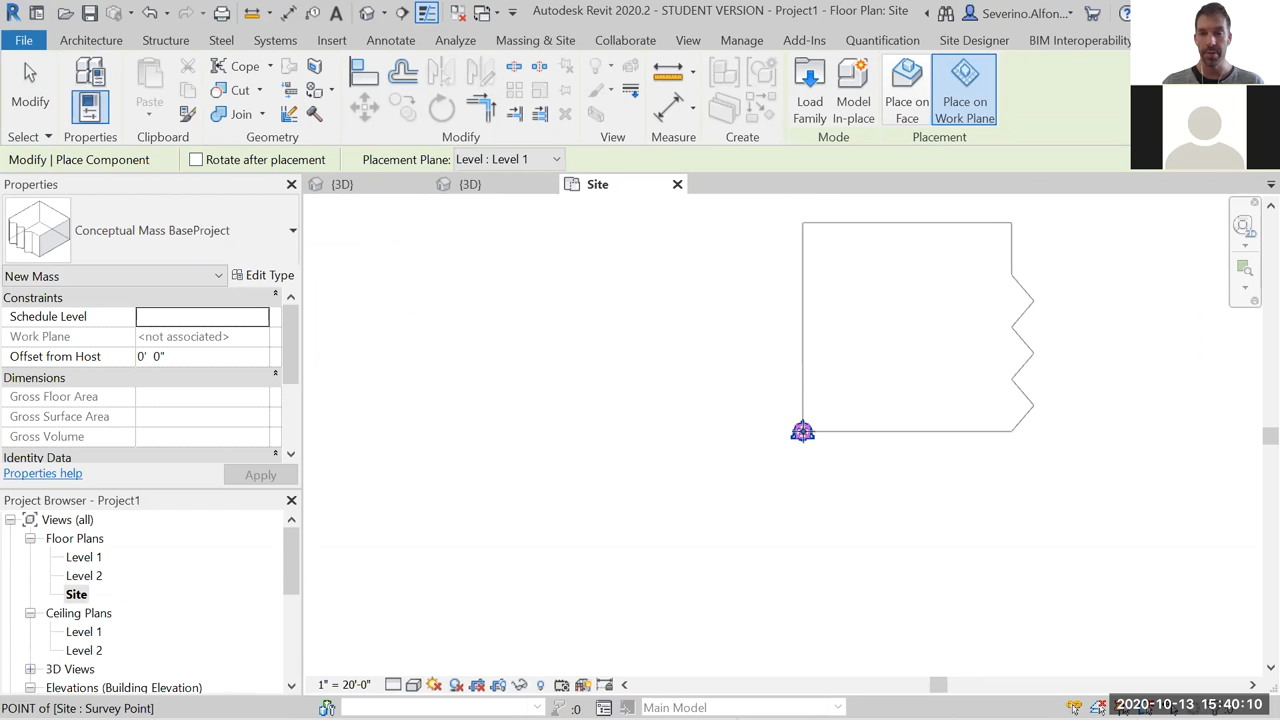 Autodesk Revit 2020.2 - STUDENT VERSION - Project1 - Floor Plan: Site
Severino.Alfon...
File Architecture Structure Steel Systems Insert Annotate Analyze Massing & Site Collaborate View Manage Add-Ins Quantification Site Designer BIM Interoperability
Modify
Paste
Cope
Cut
Join
Load Family
Model In-place
Place on Face
Place on Work Plane
Select Properties Clipboard Geometry Modify View Measure Create Mode Placement
Modify | Place Component Rotate after placement Placement Plane: Level : Level 1
Properties
{3D} {3D} Site
Conceptual Mass BaseProject
New Mass Edit Type
Constraints
Schedule Level
Work Plane <not associated>
Offset from Host 0' 0"
Dimensions
Gross Floor Area
Gross Surface Area
Gross Volume
Identity Data
Properties help Apply
Project Browser - Project1
Views (all)
Floor Plans
Level 1
Level 2
Site
Ceiling Plans
Level 1
Level 2
3D Views
Elevations (Building Elevation)
1" = 20'-0"
POINT of [Site : Survey Point] :0 Main Model 2020-10-13 15:40:10